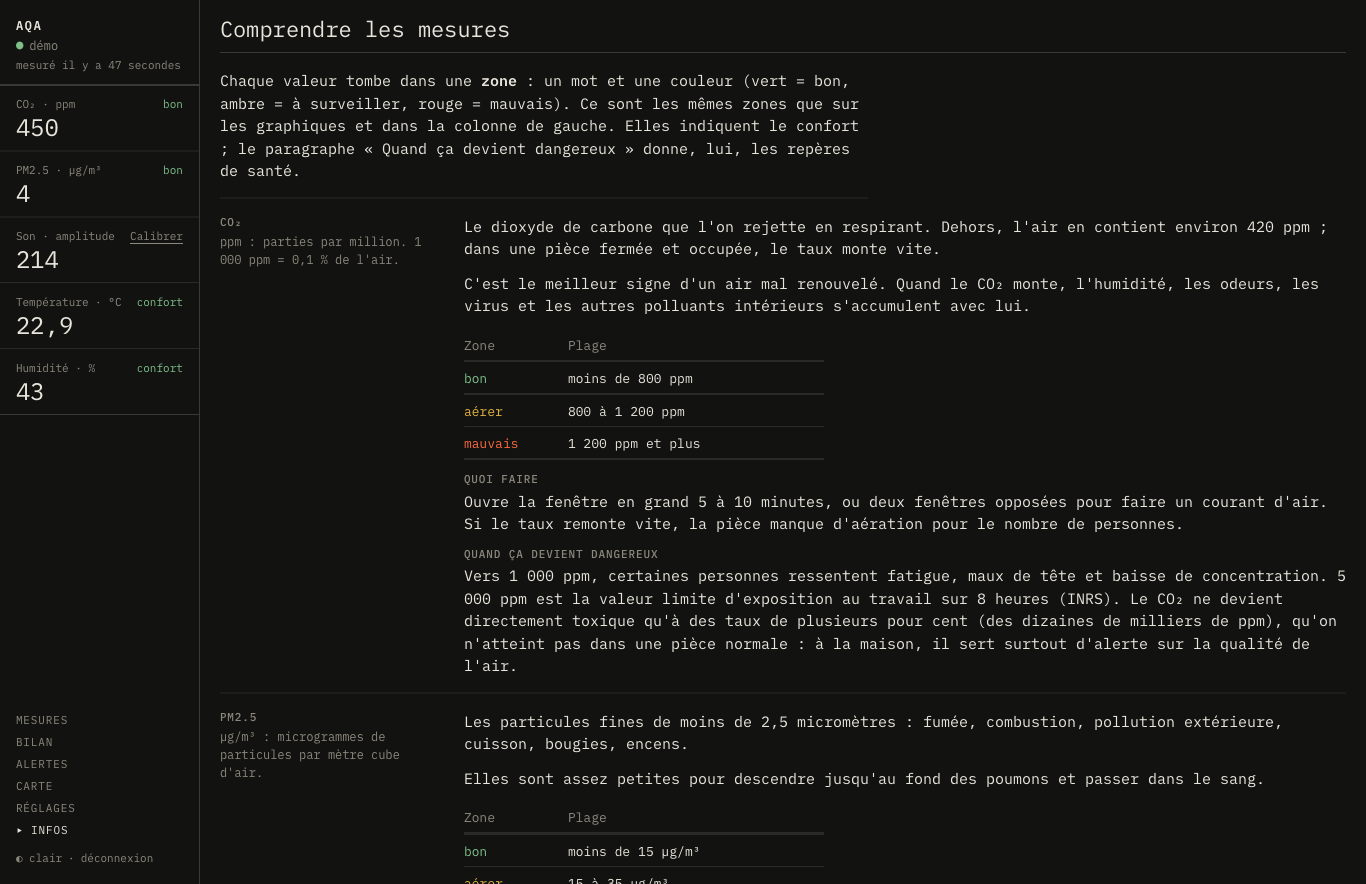 AQA
● démo
mesuré il y a 47 secondes
CO₂ · ppm bon
450
PM2.5 · µg/m³ bon
4
Son · amplitude Calibrer
214
Température · °C confort
22,9
Humidité · % confort
43
MESURES
BILAN
ALERTES
CARTE
RÉGLAGES
▸ INFOS
◐ clair · déconnexion
Comprendre les mesures
Chaque valeur tombe dans une zone : un mot et une couleur (vert = bon,
ambre = à surveiller, rouge = mauvais). Ce sont les mêmes zones que sur
les graphiques et dans la colonne de gauche. Elles indiquent le confort
; le paragraphe « Quand ça devient dangereux » donne, lui, les repères
de santé.
CO₂
ppm : parties par million. 1
000 ppm = 0,1 % de l'air.
Le dioxyde de carbone que l'on rejette en respirant. Dehors, l'air en contient environ 420 ppm ;
dans une pièce fermée et occupée, le taux monte vite.
C'est le meilleur signe d'un air mal renouvelé. Quand le CO₂ monte, l'humidité, les odeurs, les
virus et les autres polluants intérieurs s'accumulent avec lui.
Zone Plage
bon moins de 800 ppm
aérer 800 à 1 200 ppm
mauvais 1 200 ppm et plus
QUOI FAIRE
Ouvre la fenêtre en grand 5 à 10 minutes, ou deux fenêtres opposées pour faire un courant d'air.
Si le taux remonte vite, la pièce manque d'aération pour le nombre de personnes.
QUAND ÇA DEVIENT DANGEREUX
Vers 1 000 ppm, certaines personnes ressentent fatigue, maux de tête et baisse de concentration. 5
000 ppm est la valeur limite d'exposition au travail sur 8 heures (INRS). Le CO₂ ne devient
directement toxique qu'à des taux de plusieurs pour cent (des dizaines de milliers de ppm), qu'on
n'atteint pas dans une pièce normale : à la maison, il sert surtout d'alerte sur la qualité de
l'air.
PM2.5
µg/m³ : microgrammes de
particules par mètre cube
d'air.
Les particules fines de moins de 2,5 micromètres : fumée, combustion, pollution extérieure,
cuisson, bougies, encens.
Elles sont assez petites pour descendre jusqu'au fond des poumons et passer dans le sang.
Zone Plage
bon moins de 15 µg/m³
aérer 15 à 35 µg/m³